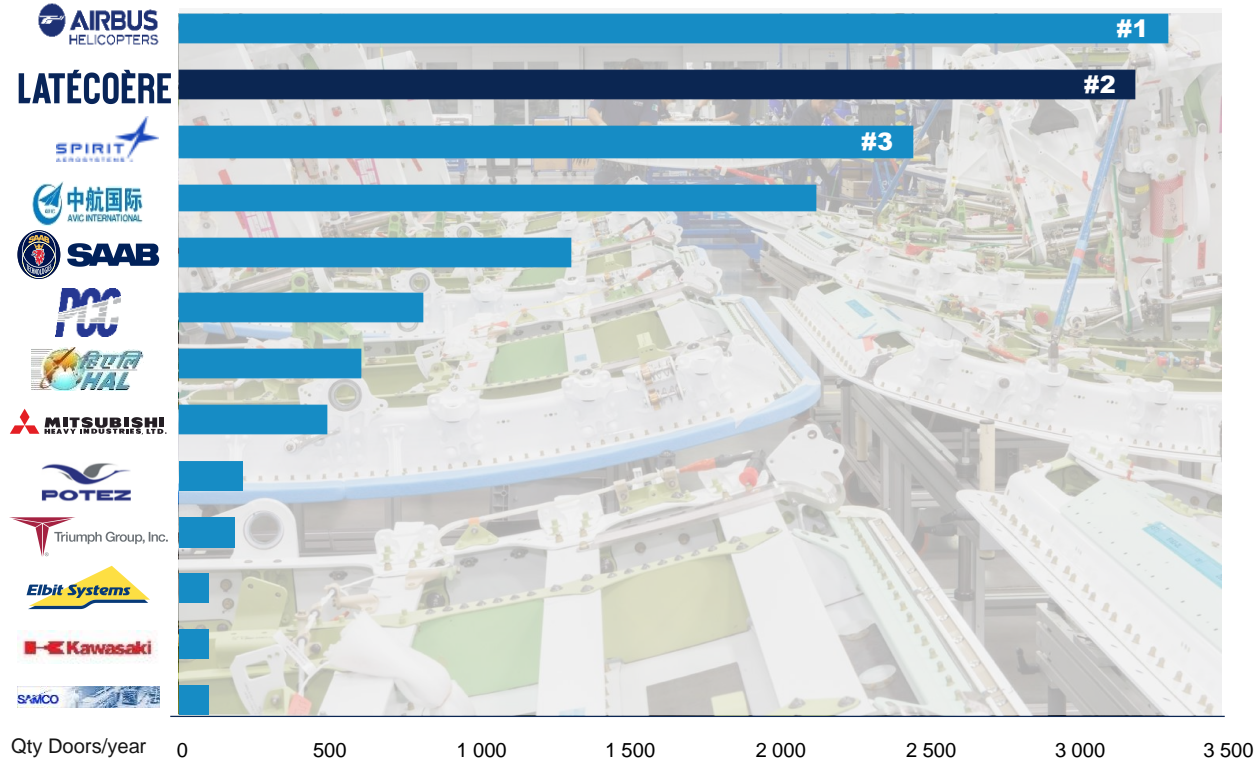 AIRBUS
HELICOPTERS
#1
LATÉCOÈRE
#2
SPIRIT
AEROSYSTEMS
#3
中航国际
AVIC INTERNATIONAL
SAAB
SAAB
PCC
HAL
MITSUBISHI
HEAVY INDUSTRIES, LTD.
POTEZ
Triumph Group, Inc.
Elbit Systems
Kawasaki
SAMCO
Qty Doors/year 0 500 1 000 1 500 2 000 2 500 3 000 3 500